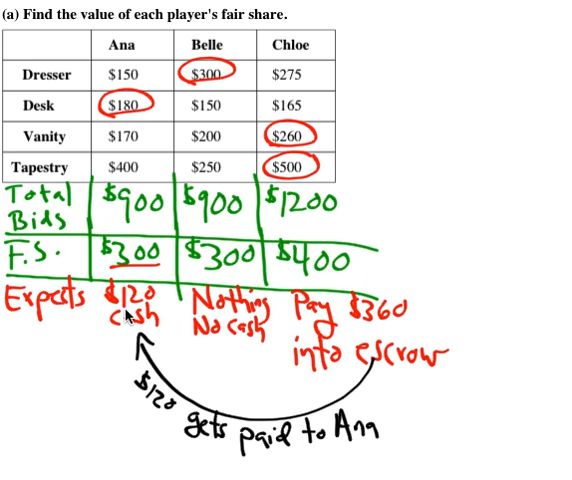 (a) Find the value of each player's fair share.
Ana Belle Chloe
Dresser $150 $300 $275
Desk $180 $150 $165
Vanity $170 $200 $260
Tapestry $400 $250 $500
Total Bids $900 $900 $1200
F.S. $300 $300 $400
Expects $120 cash Nothing No Cash Pay $360 into escrow
$120 gets paid to Ana